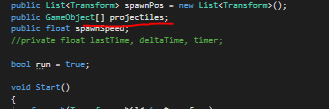 public List<Transform> spawnPos = new List<Transform>();
public GameObject[] projectiles;
public float spawnSpeed;
//private float lastTime, deltaTime, timer;
bool run = true;
void Start()
{